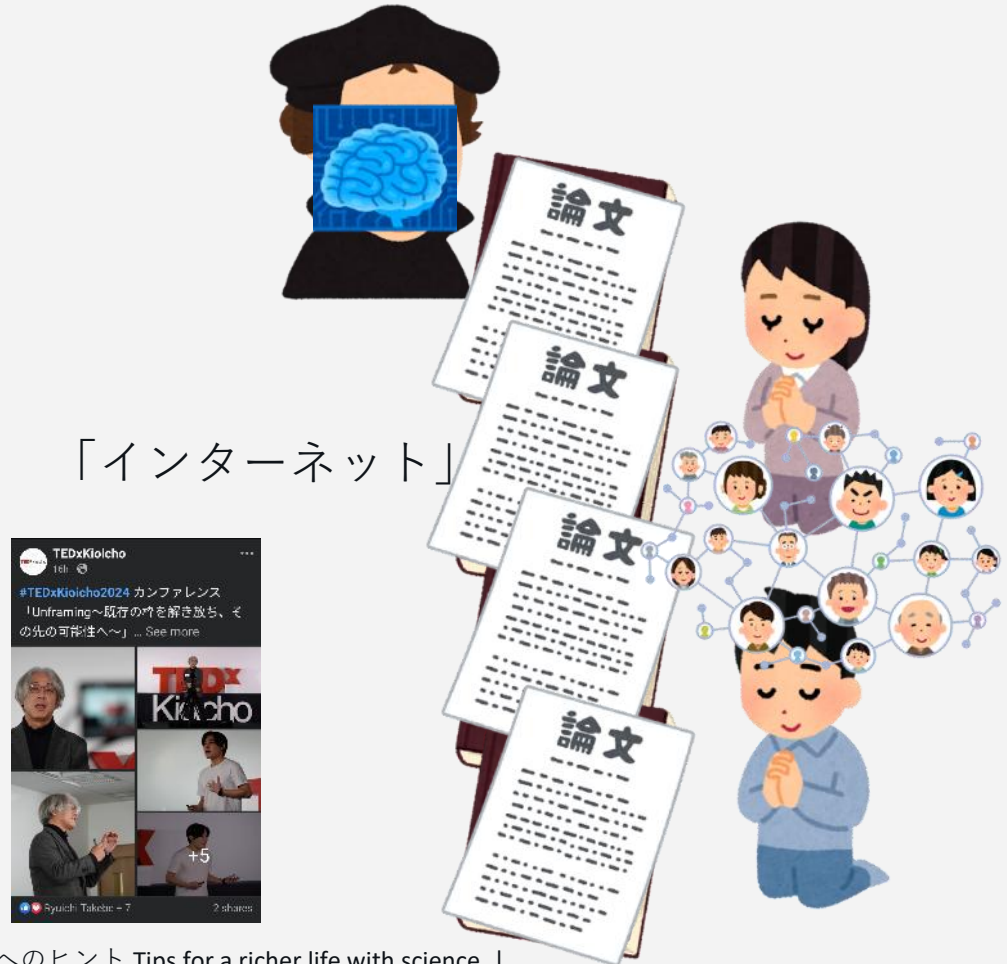 論文
論文
「インターネット」
論文
TEDxKioicho
16h
#TEDxKioicho2024 カンファレンス
「Unframing～既存の枠を解き放ち、そ
の先の可能性へ～」... See more
TEDx
Kioicho
+5
Ryuichi Takebe + 7
2 shares
論文
へのヒント Tips for a richer life with science